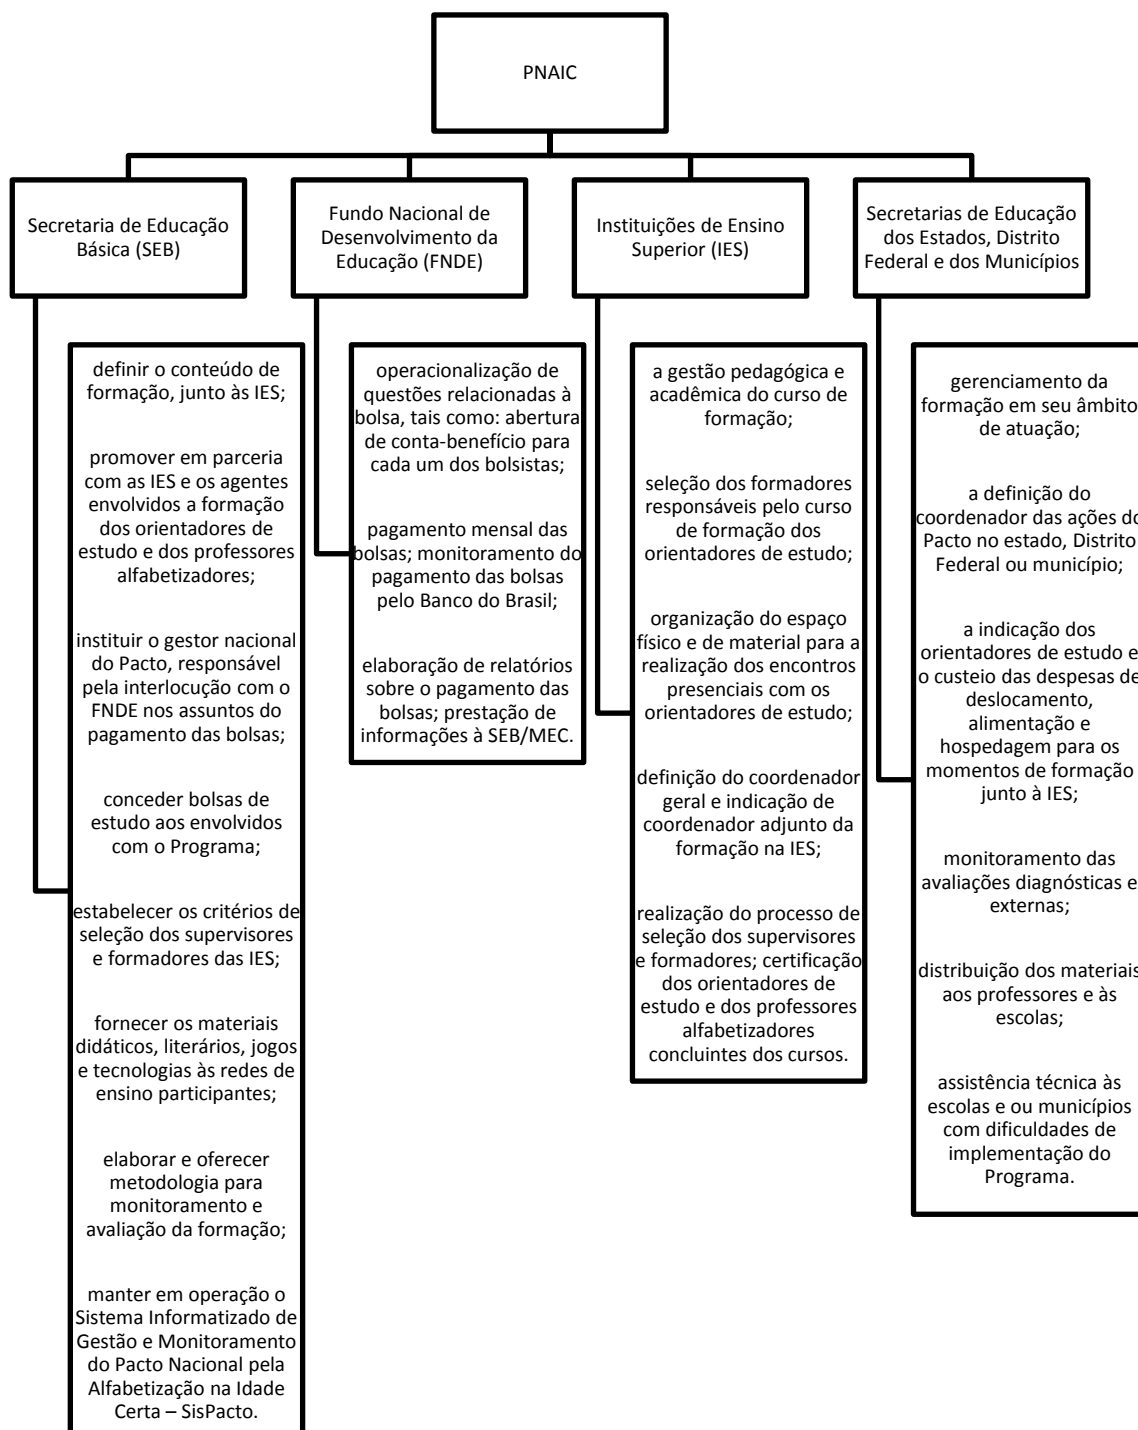 PNAIC
Secretaria de Educação
Básica (SEB)
Fundo Nacional de
Desenvolvimento da
Educação (FNDE)
Instituições de Ensino
Superior (IES)
Secretarias de Educação
dos Estados, Distrito
Federal e dos Municípios
definir o conteúdo de
formação, junto às IES;
promover em parceria
com as IES e os agentes
envolvidos a formação
dos orientadores de
estudo e dos professores
alfabetizadores;
instituir o gestor nacional
do Pacto, responsável
pela interlocução com o
FNDE nos assuntos do
pagamento das bolsas;
conceder bolsas de
estudo aos envolvidos
com o Programa;
estabelecer os critérios de
seleção dos supervisores
e formadores das IES;
fornecer os materiais
didáticos, literários, jogos
e tecnologias às redes de
ensino participantes;
elaborar e oferecer
metodologia para
monitoramento e
avaliação da formação;
manter em operação o
Sistema Informatizado de
Gestão e Monitoramento
do Pacto Nacional pela
Alfabetização na Idade
Certa – SisPacto.
operacionalização de
questões relacionadas à
bolsa, tais como: abertura
de conta-benefício para
cada um dos bolsistas;
pagamento mensal das
bolsas; monitoramento do
pagamento das bolsas
pelo Banco do Brasil;
elaboração de relatórios
sobre o pagamento das
bolsas; prestação de
informações à SEB/MEC.
a gestão pedagógica e
acadêmica do curso de
formação;
seleção dos formadores
responsáveis pelo curso
de formação dos
orientadores de estudo;
organização do espaço
físico e de material para a
realização dos encontros
presenciais com os
orientadores de estudo;
definição do coordenador
geral e indicação de
coordenador adjunto da
formação na IES;
realização do processo de
seleção dos supervisores
e formadores; certificação
dos orientadores de
estudo e dos professores
alfabetizadores
concluintes dos cursos.
gerenciamento da
formação em seu âmbito
de atuação;
a definição do
coordenador das ações do
Pacto no estado, Distrito
Federal ou município;
a indicação dos
orientadores de estudo e
o custeio das despesas de
deslocamento,
alimentação e
hospedagem para os
momentos de formação
junto à IES;
monitoramento das
avaliações diagnósticas e
externas;
distribuição dos materiais
aos professores e às
escolas;
assistência técnica às
escolas e ou municípios
com dificuldades de
implementação do
Programa.